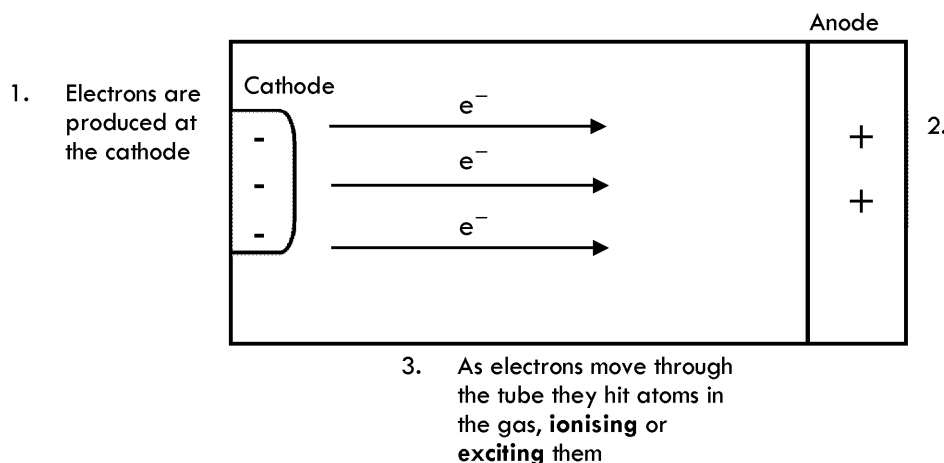 Anode
Cathode
1. Electrons are
produced at
the cathode
e⁻
e⁻
e⁻
-
-
-
+
+
2.
3. As electrons move through
the tube they hit atoms in
the gas, ionising or
exciting them